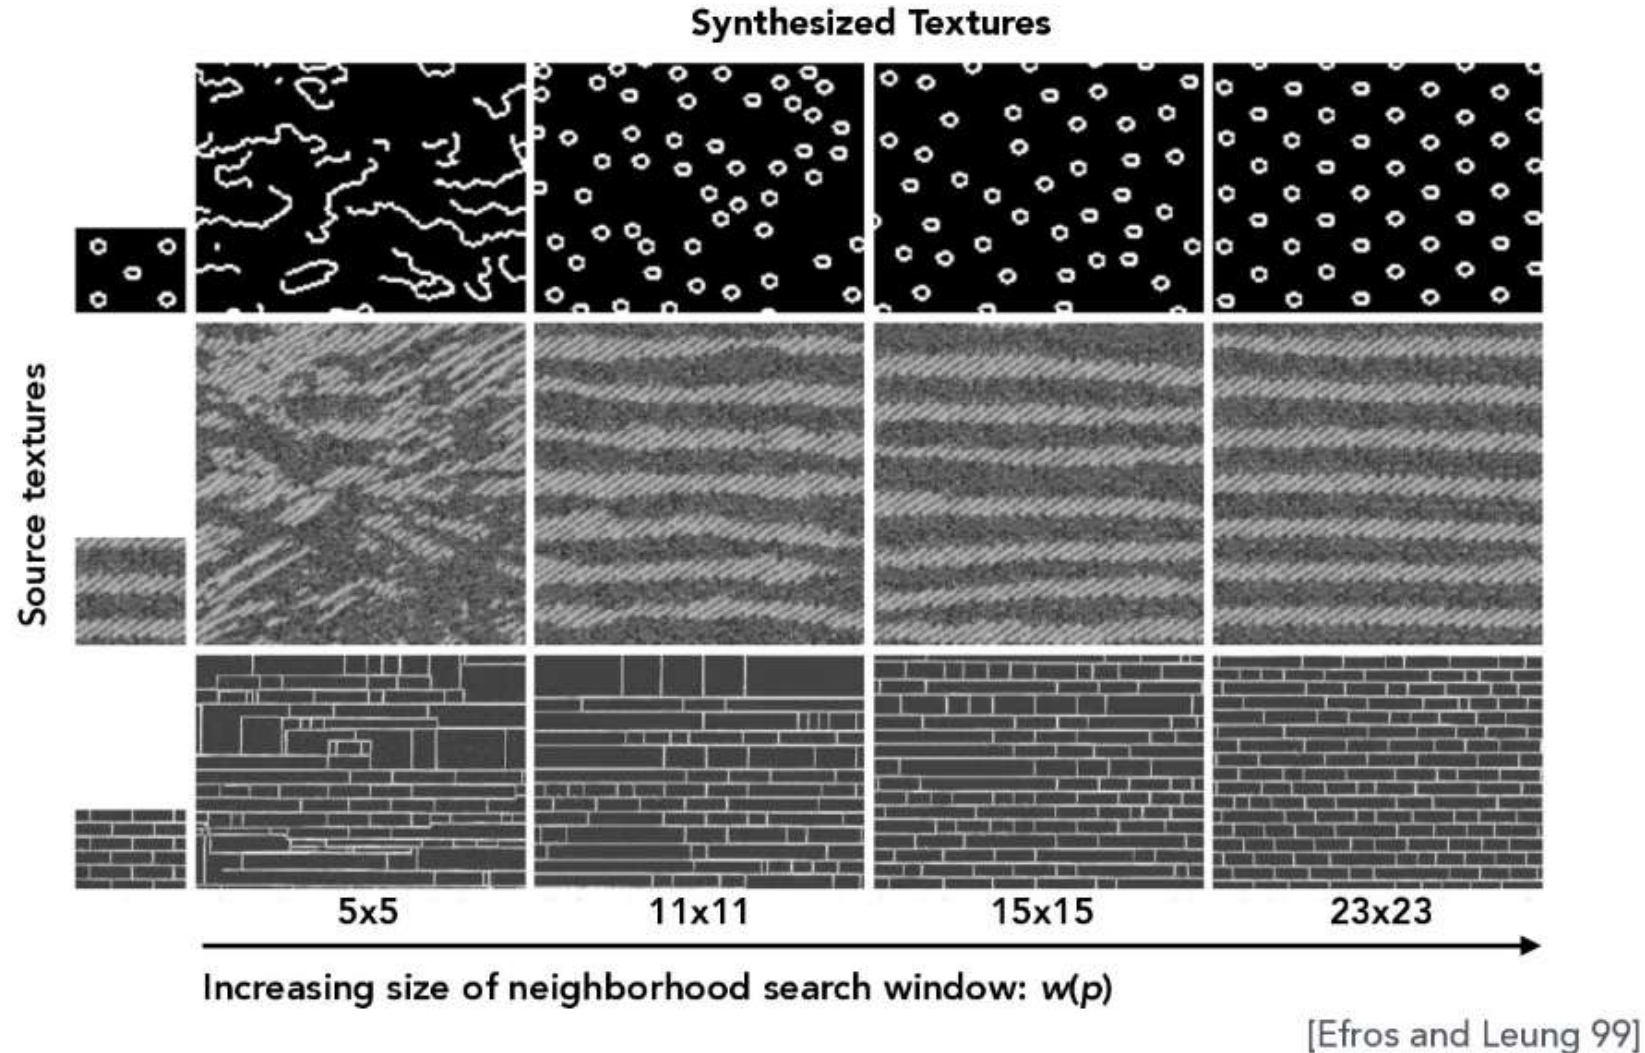 Synthesized Textures
Source textures
5x5 11x11 15x15 23x23
Increasing size of neighborhood search window: w(p)
[Efros and Leung 99]